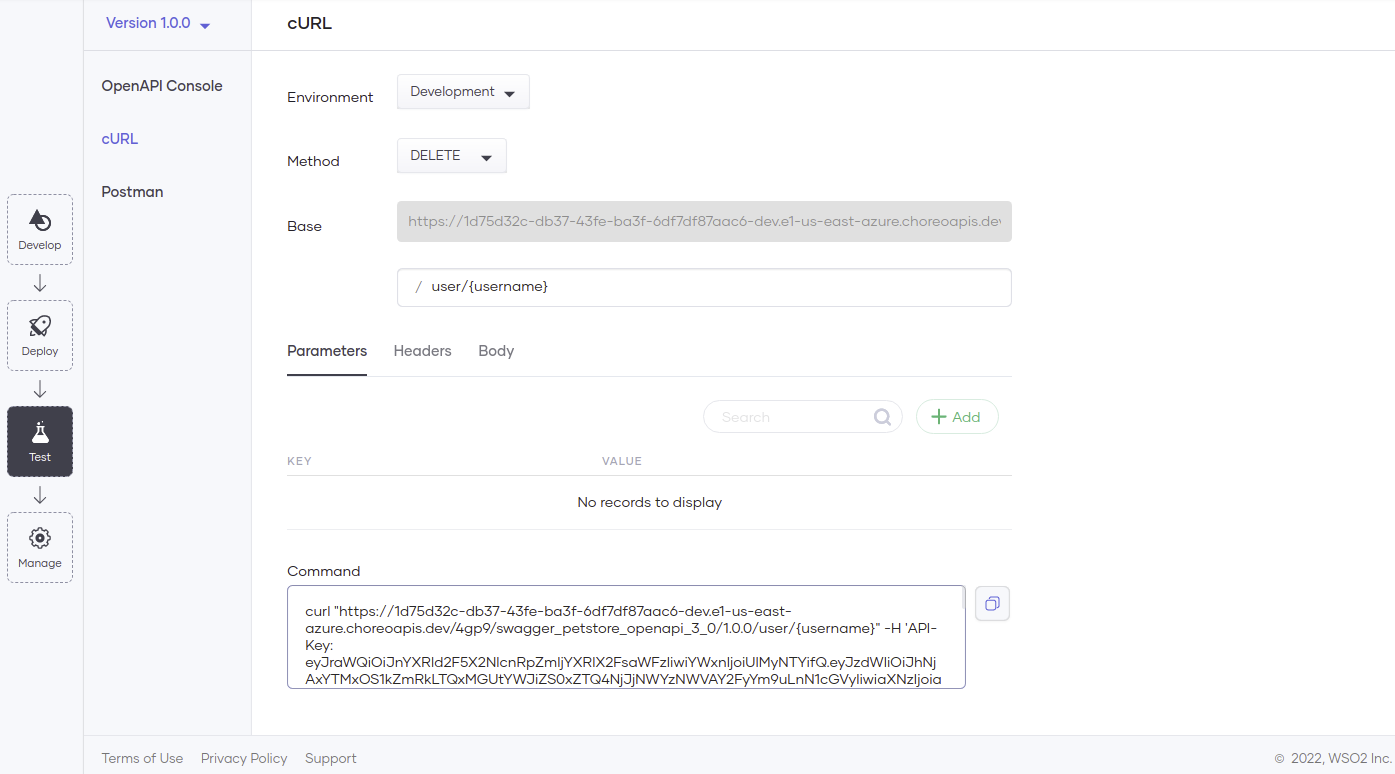 Version 1.0.0
cURL
OpenAPI Console
cURL
Postman
Develop
Deploy
Test
Manage
Environment
Development
Method
DELETE
Base
https://1d75d32c-db37-43fe-ba3f-6df7df87aac6-dev.e1-us-east-azure.choreoapis.dev
/ user/{username}
Parameters Headers Body
Search
Add
KEY VALUE
No records to display
Command
curl "https://1d75d32c-db37-43fe-ba3f-6df7df87aac6-dev.e1-us-east-
azure.choreoapis.dev/4gp9/swagger_petstore_openapi_3_0/1.0.0/user/{username}" -H 'API-
Key:
Terms of Use Privacy Policy Support
© 2022, WSO2 Inc.